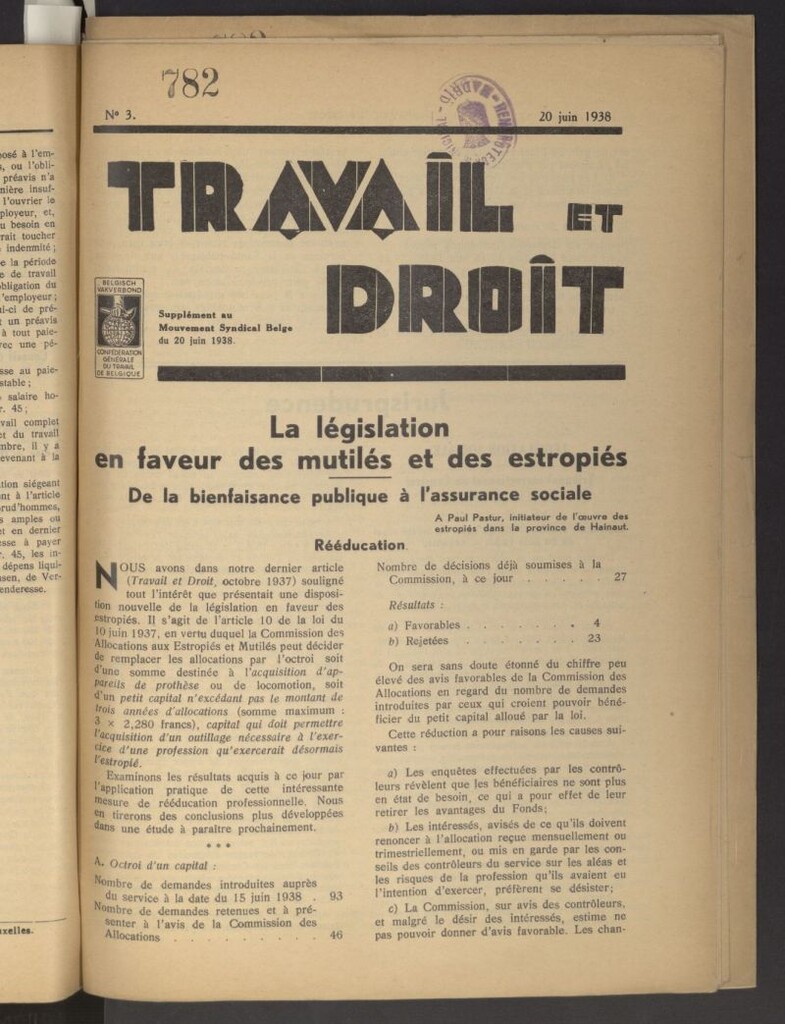 782
Nº 3.
20 juin 1938
TRAVAIL ET
DROIT
BELGISCH
VAKVERBOND
CONFÉDÉRATION
GÉNÉRALE
DU TRAVAIL
DE BELGIQUE
Supplément au
Mouvement Syndical Belge
du 20 juin 1938.
La législation
en faveur des mutilés et des estropiés
De la bienfaisance publique à l'assurance sociale
A Paul Pastur, initiateur de l'œuvre des
estropiés dans la province de Hainaut.
Rééducation.
NOUS avons dans notre dernier article
(Travail et Droit, octobre 1937) souligné
tout l'intérêt que présentait une disposi-
tion nouvelle de la législation en faveur des
estropiés. Il s'agit de l'article 10 de la loi du
10 juin 1937, en vertu duquel la Commission des
Allocations aux Estropiés et Mutilés peut décider
de remplacer les allocations par l'octroi soit
d'une somme destinée à l'acquisition d'ap-
pareils de prothèse ou de locomotion, soit
d'un petit capital n'excédant pas le montant de
trois années d'allocations (somme maximum :
3 × 2,280 francs), capital qui doit permettre
l'acquisition d'un outillage nécessaire à l'exer-
cice d'une profession qu'exercerait désormais
l'estropié.
Examinons les résultats acquis à ce jour par
l'application pratique de cette intéressante
mesure de rééducation professionnelle. Nous
en tirerons des conclusions plus développées
dans une étude à paraître prochainement.
* * *
A. Octroi d'un capital :
Nombre de demandes introduites auprès
du service à la date du 15 juin 1938 . 93
Nombre de demandes retenues et à pré-
senter à l'avis de la Commission des
Allocations . . . . . . . . . 46
Nombre de décisions déjà soumises à la
Commission, à ce jour . . . . . 27
Résultats :
a) Favorables . . . . . . . 4
b) Rejetées . . . . . . . 23
On sera sans doute étonné du chiffre peu
élevé des avis favorables de la Commission des
Allocations en regard du nombre de demandes
introduites par ceux qui croient pouvoir béné-
ficier du petit capital alloué par la loi.
Cette réduction a pour raisons les causes sui-
vantes :
a) Les enquêtes effectuées par les contrô-
leurs révèlent que les bénéficiaires ne sont plus
en état de besoin, ce qui a pour effet de leur
retirer les avantages du Fonds;
b) Les intéressés, avisés de ce qu'ils doivent
renoncer à l'allocation reçue mensuellement ou
trimestriellement, ou mis en garde par les con-
seils des contrôleurs du service sur les aléas et
les risques de la profession qu'ils avaient eu
l'intention d'exercer, préfèrent se désister;
c) La Commission, sur avis des contrôleurs,
et malgré le désir des intéressés, estime ne
pas pouvoir donner d'avis favorable. Les chan-